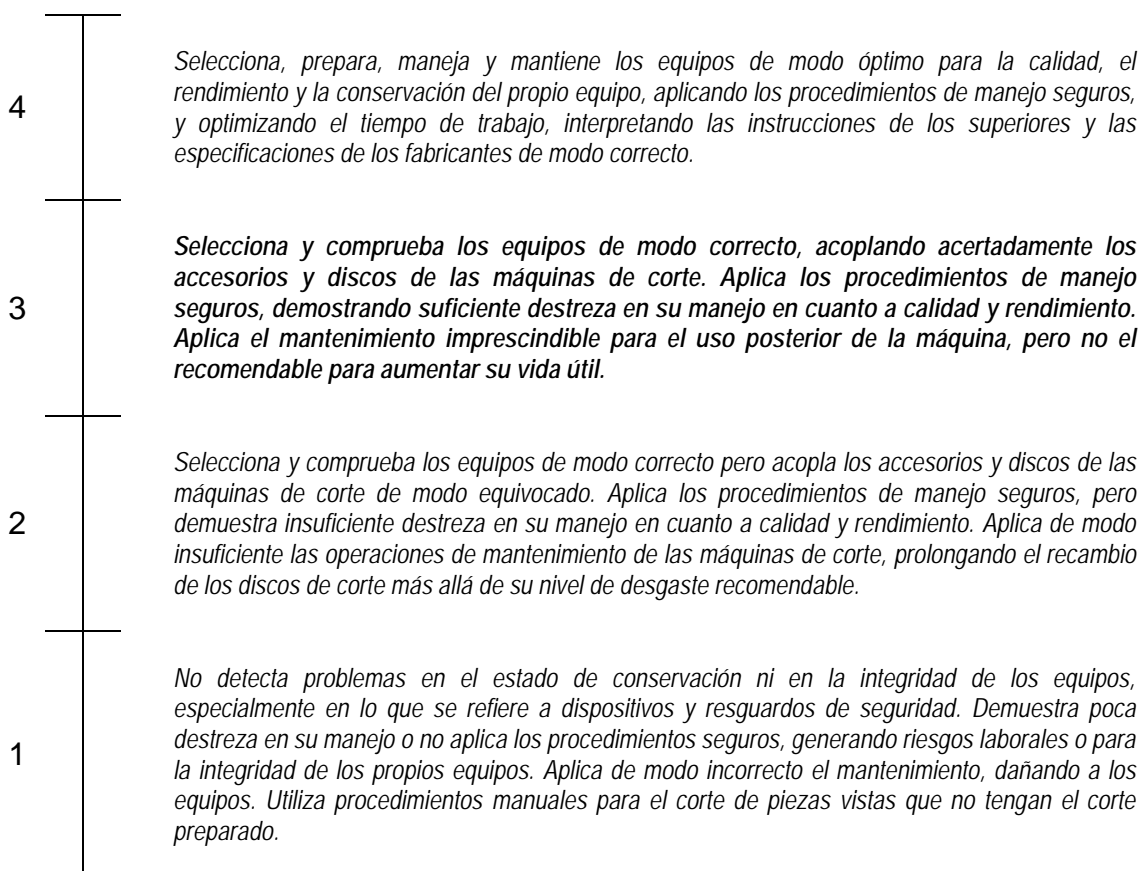 4
Selecciona, prepara, maneja y mantiene los equipos de modo óptimo para la calidad, el
rendimiento y la conservación del propio equipo, aplicando los procedimientos de manejo seguros,
y optimizando el tiempo de trabajo, interpretando las instrucciones de los superiores y las
especificaciones de los fabricantes de modo correcto.
3
Selecciona y comprueba los equipos de modo correcto, acoplando acertadamente los
accesorios y discos de las máquinas de corte. Aplica los procedimientos de manejo
seguros, demostrando suficiente destreza en su manejo en cuanto a calidad y rendimiento.
Aplica el mantenimiento imprescindible para el uso posterior de la máquina, pero no el
recomendable para aumentar su vida útil.
2
Selecciona y comprueba los equipos de modo correcto pero acopla los accesorios y discos de las
máquinas de corte de modo equivocado. Aplica los procedimientos de manejo seguros, pero
demuestra insuficiente destreza en su manejo en cuanto a calidad y rendimiento. Aplica de modo
insuficiente las operaciones de mantenimiento de las máquinas de corte, prolongando el recambio
de los discos de corte más allá de su nivel de desgaste recomendable.
1
No detecta problemas en el estado de conservación ni en la integridad de los equipos,
especialmente en lo que se refiere a dispositivos y resguardos de seguridad. Demuestra poca
destreza en su manejo o no aplica los procedimientos seguros, generando riesgos laborales o para
la integridad de los propios equipos. Aplica de modo incorrecto el mantenimiento, dañando a los
equipos. Utiliza procedimientos manuales para el corte de piezas vistas que no tengan el corte
preparado.